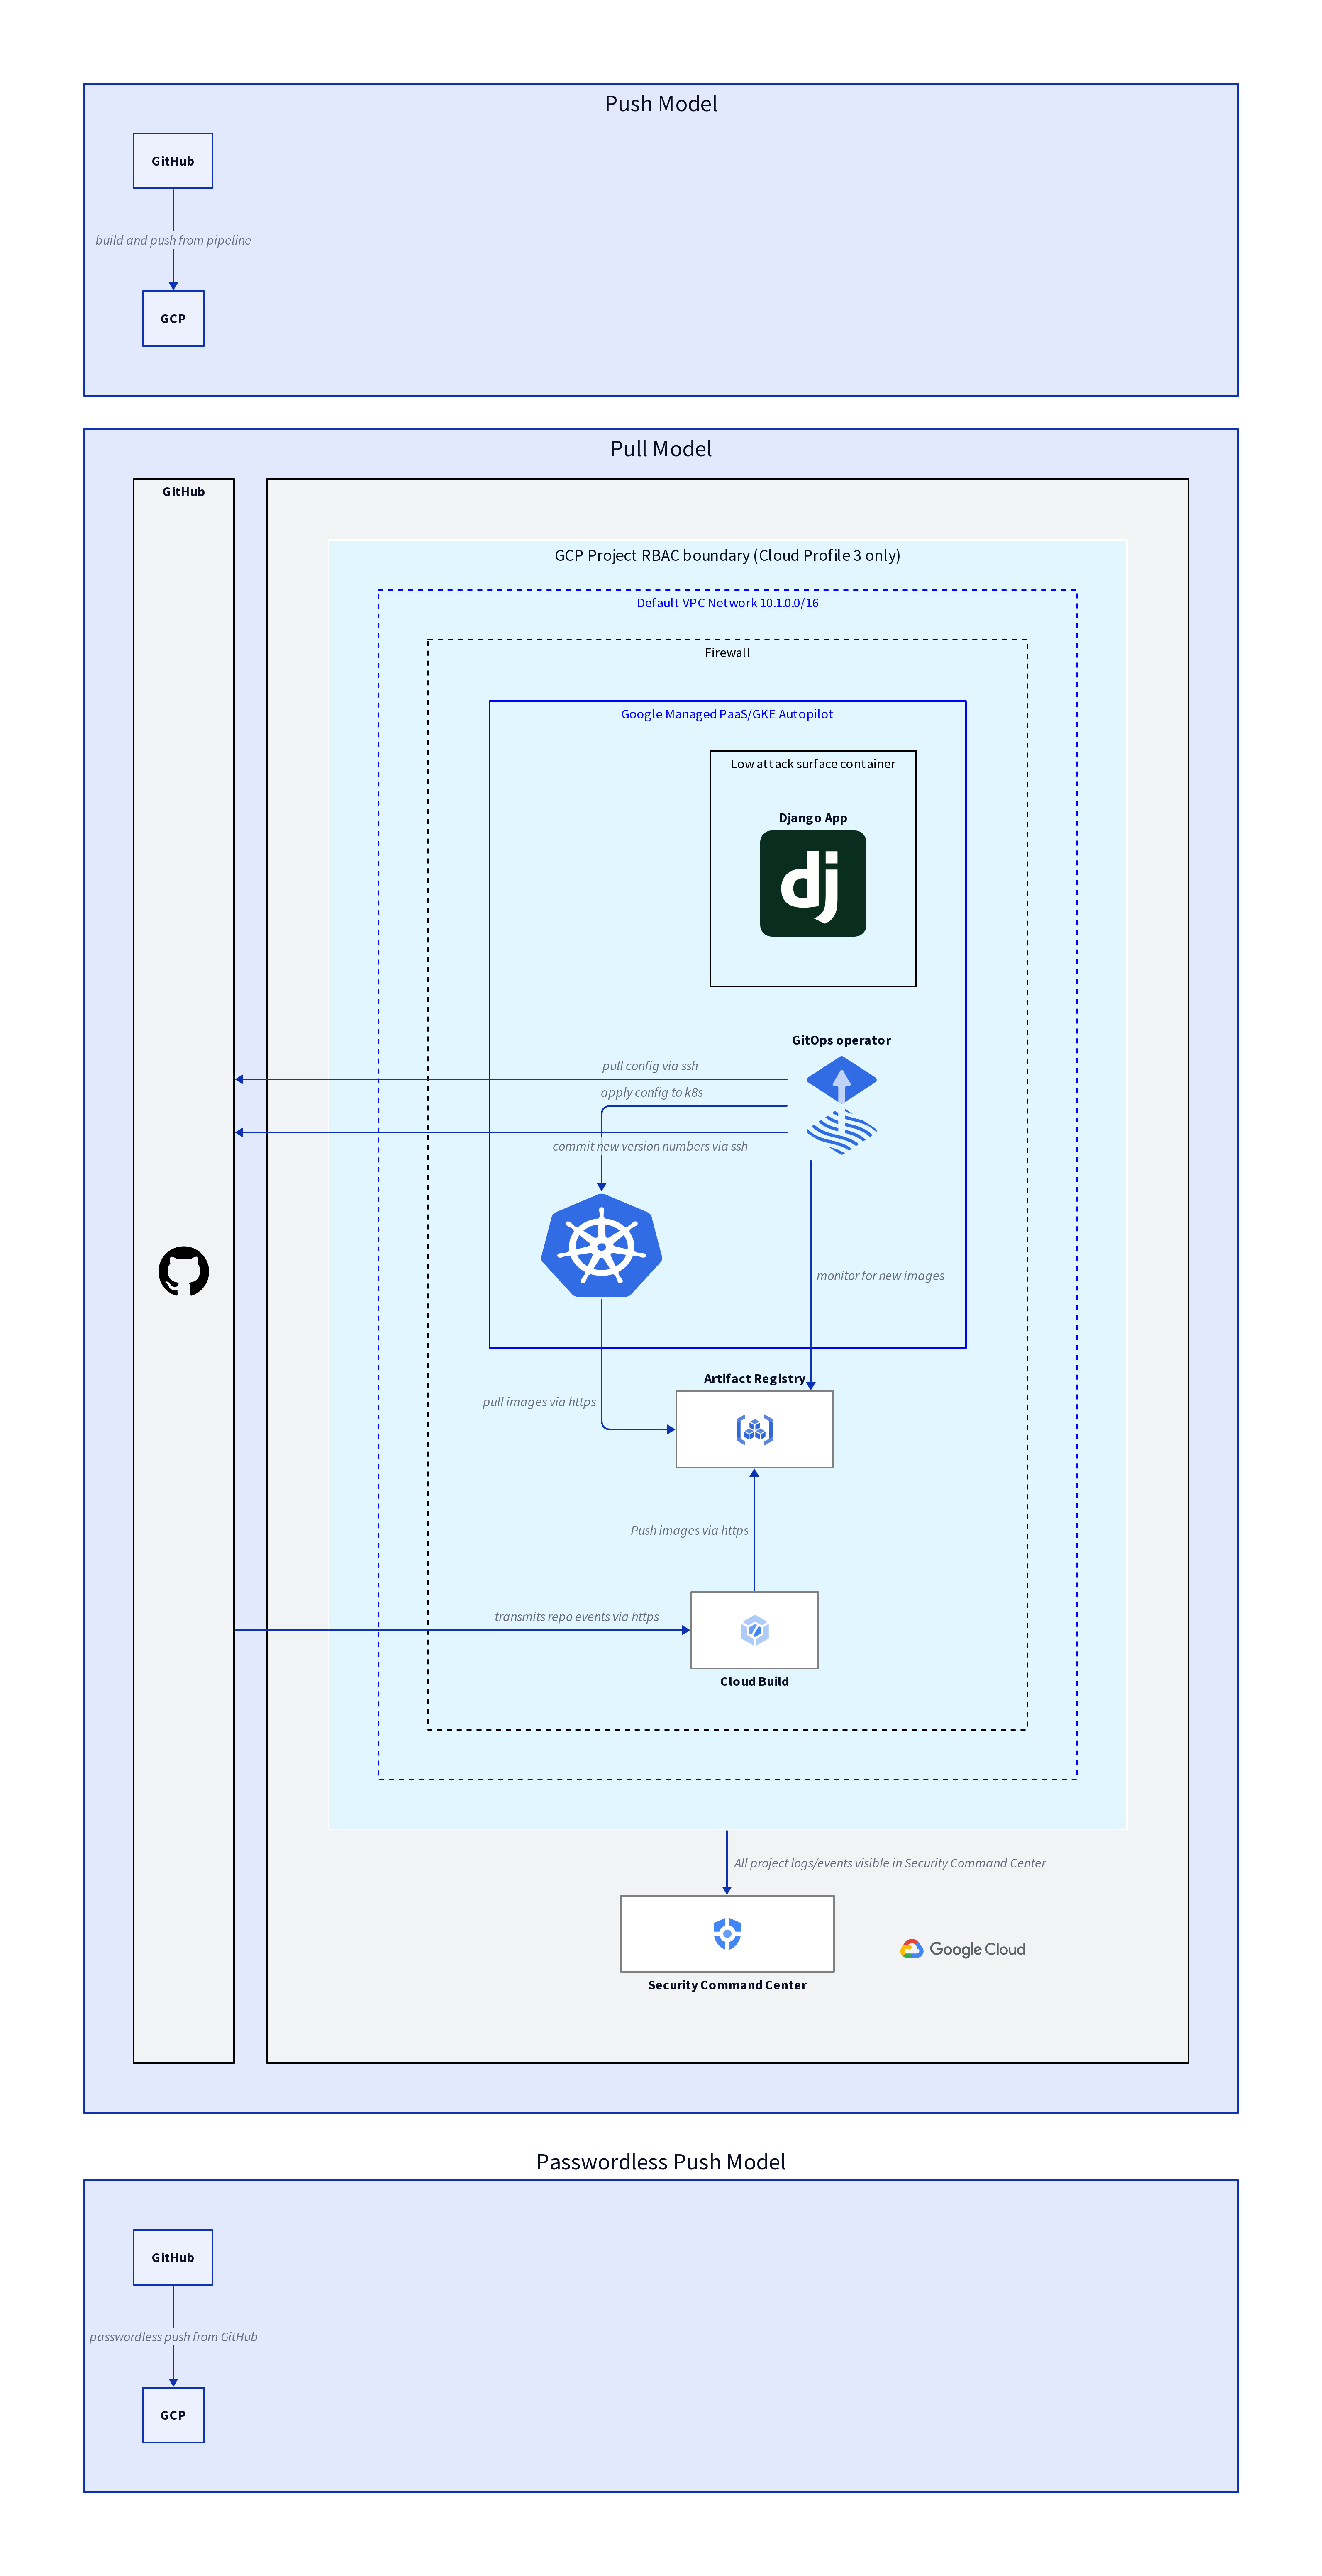 Push Model
GitHub
build and push from pipeline
GCP
Pull Model
GitHub
GCP Project RBAC boundary (Cloud Profile 3 only)
Default VPC Network 10.1.0.0/16
Firewall
Google Managed PaaS/GKE Autopilot
Low attack surface container
Django App
dj
GitOps operator
pull config via ssh
apply config to k8s
commit new version numbers via ssh
monitor for new images
Artifact Registry
pull images via https
Push images via https
transmits repo events via https
Cloud Build
All project logs/events visible in Security Command Center
Google Cloud
Security Command Center
Passwordless Push Model
GitHub
passwordless push from GitHub
GCP